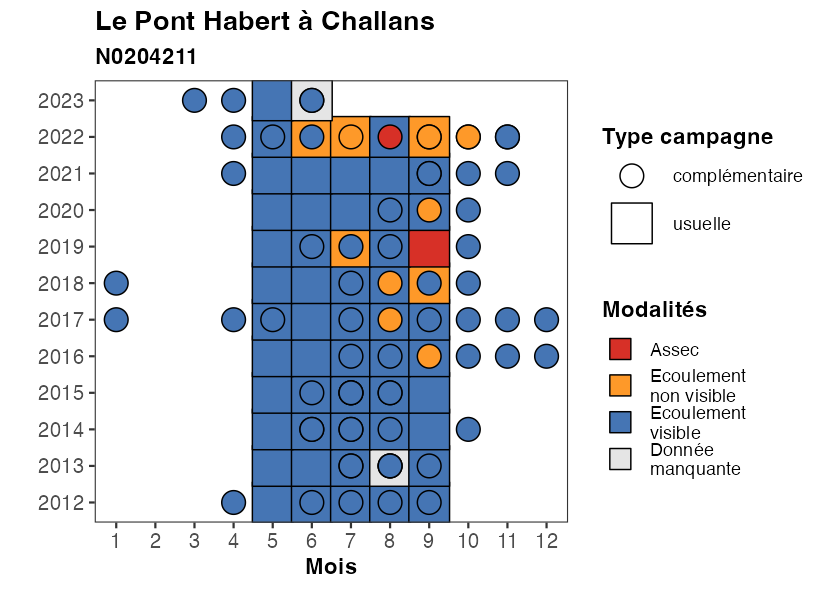 Le Pont Habert à Challans
N0204211
2023
2022
2021
2020
2019
2018
2017
2016
2015
2014
2013
2012
1 2 3 4 5 6 7 8 9 10 11 12
Mois
Type campagne
complémentaire
usuelle
Modalités
Assec
Ecoulement
non visible
Ecoulement
visible
Donnée
manquante